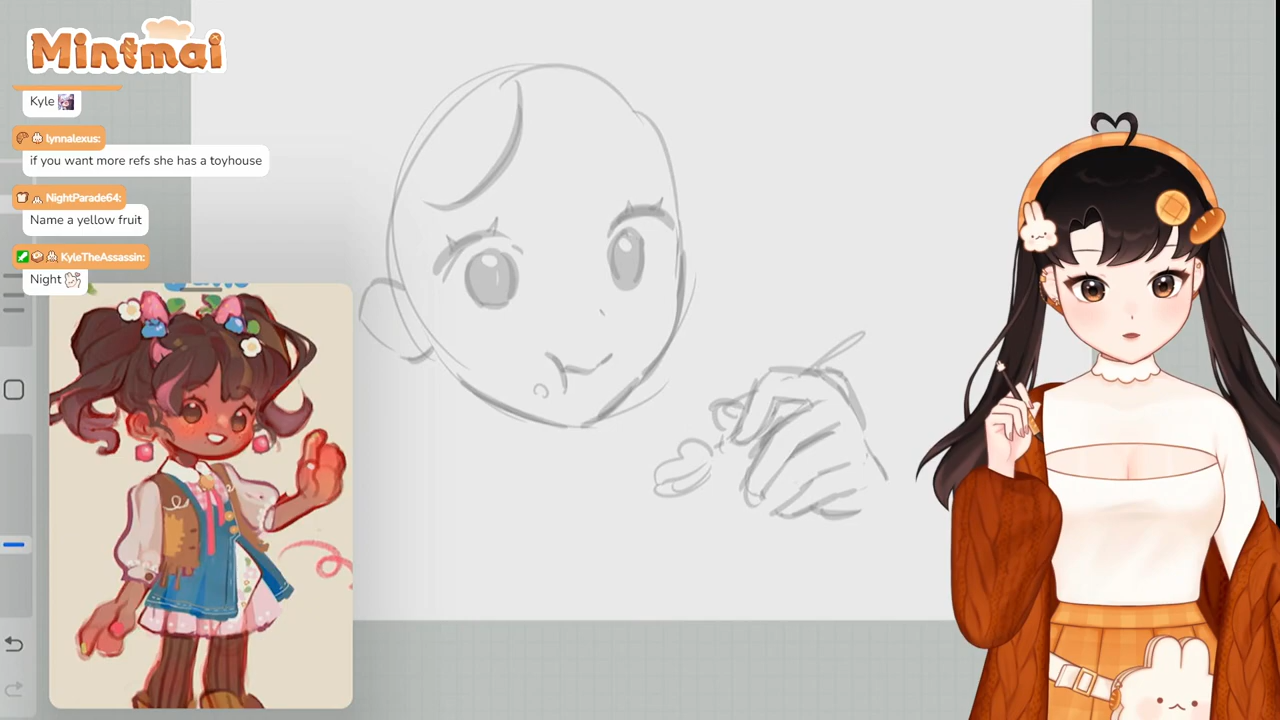 Mintmai
Kyle
lynnalexus:
if you want more refs she has a toyhouse
NightParade64:
Name a yellow fruit
KyleTheAssassin:
Night